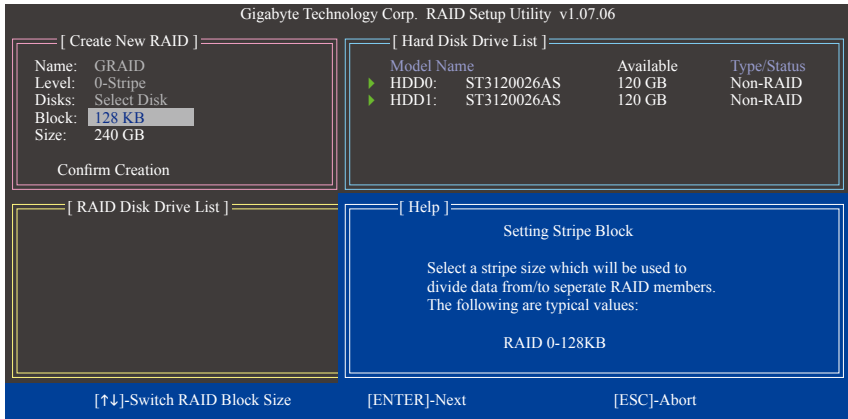 Gigabyte Technology Corp. RAID Setup Utility v1.07.06
[ Create New RAID ]
Name: GRAID
Level: 0-Stripe
Disks: Select Disk
Block: 128 KB
Size: 240 GB
Confirm Creation
[ Hard Disk Drive List ]
Model Name Available Type/Status
HDD0: ST3120026AS 120 GB Non-RAID
HDD1: ST3120026AS 120 GB Non-RAID
[ RAID Disk Drive List ]
[ Help ]
Setting Stripe Block
Select a stripe size which will be used to
divide data from/to seperate RAID members.
The following are typical values:
RAID 0-128KB
[↑↓]-Switch RAID Block Size [ENTER]-Next [ESC]-Abort